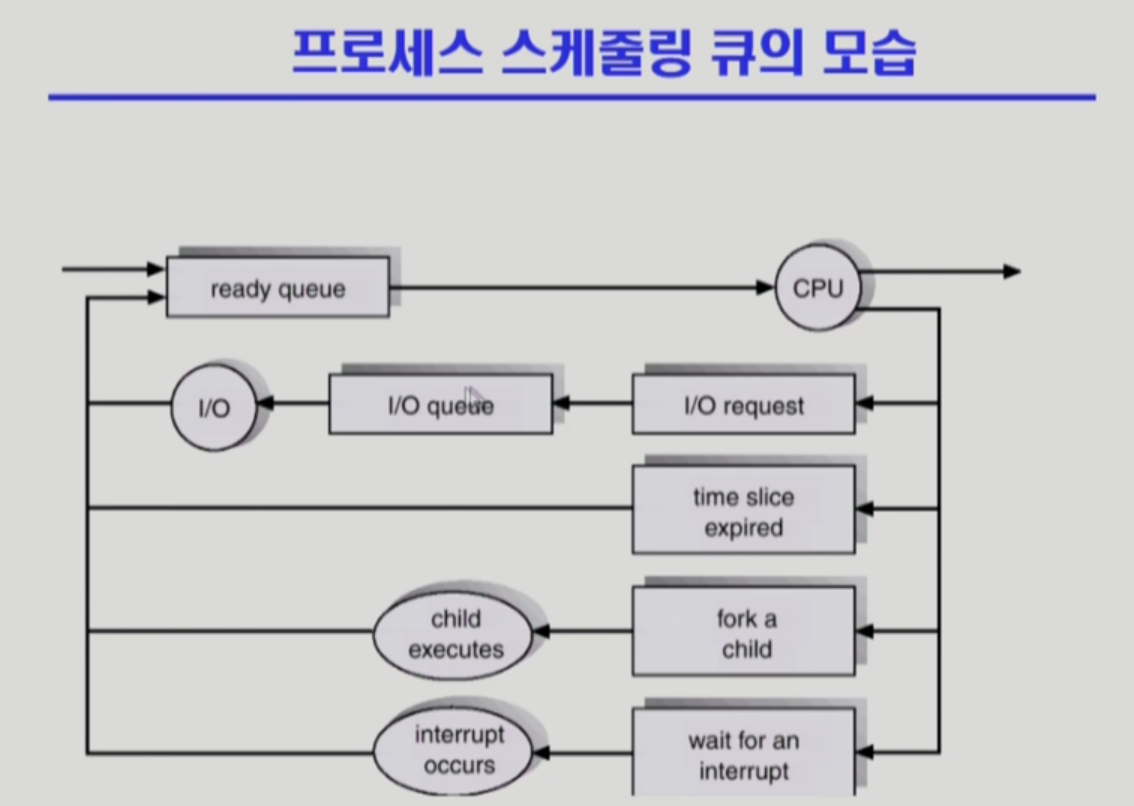 프로세스 스케줄링 큐의 모습
ready queue
CPU
I/O
I/O queue
I/O request
time slice
expired
child
executes
fork a
child
interrupt
occurs
wait for an
interrupt